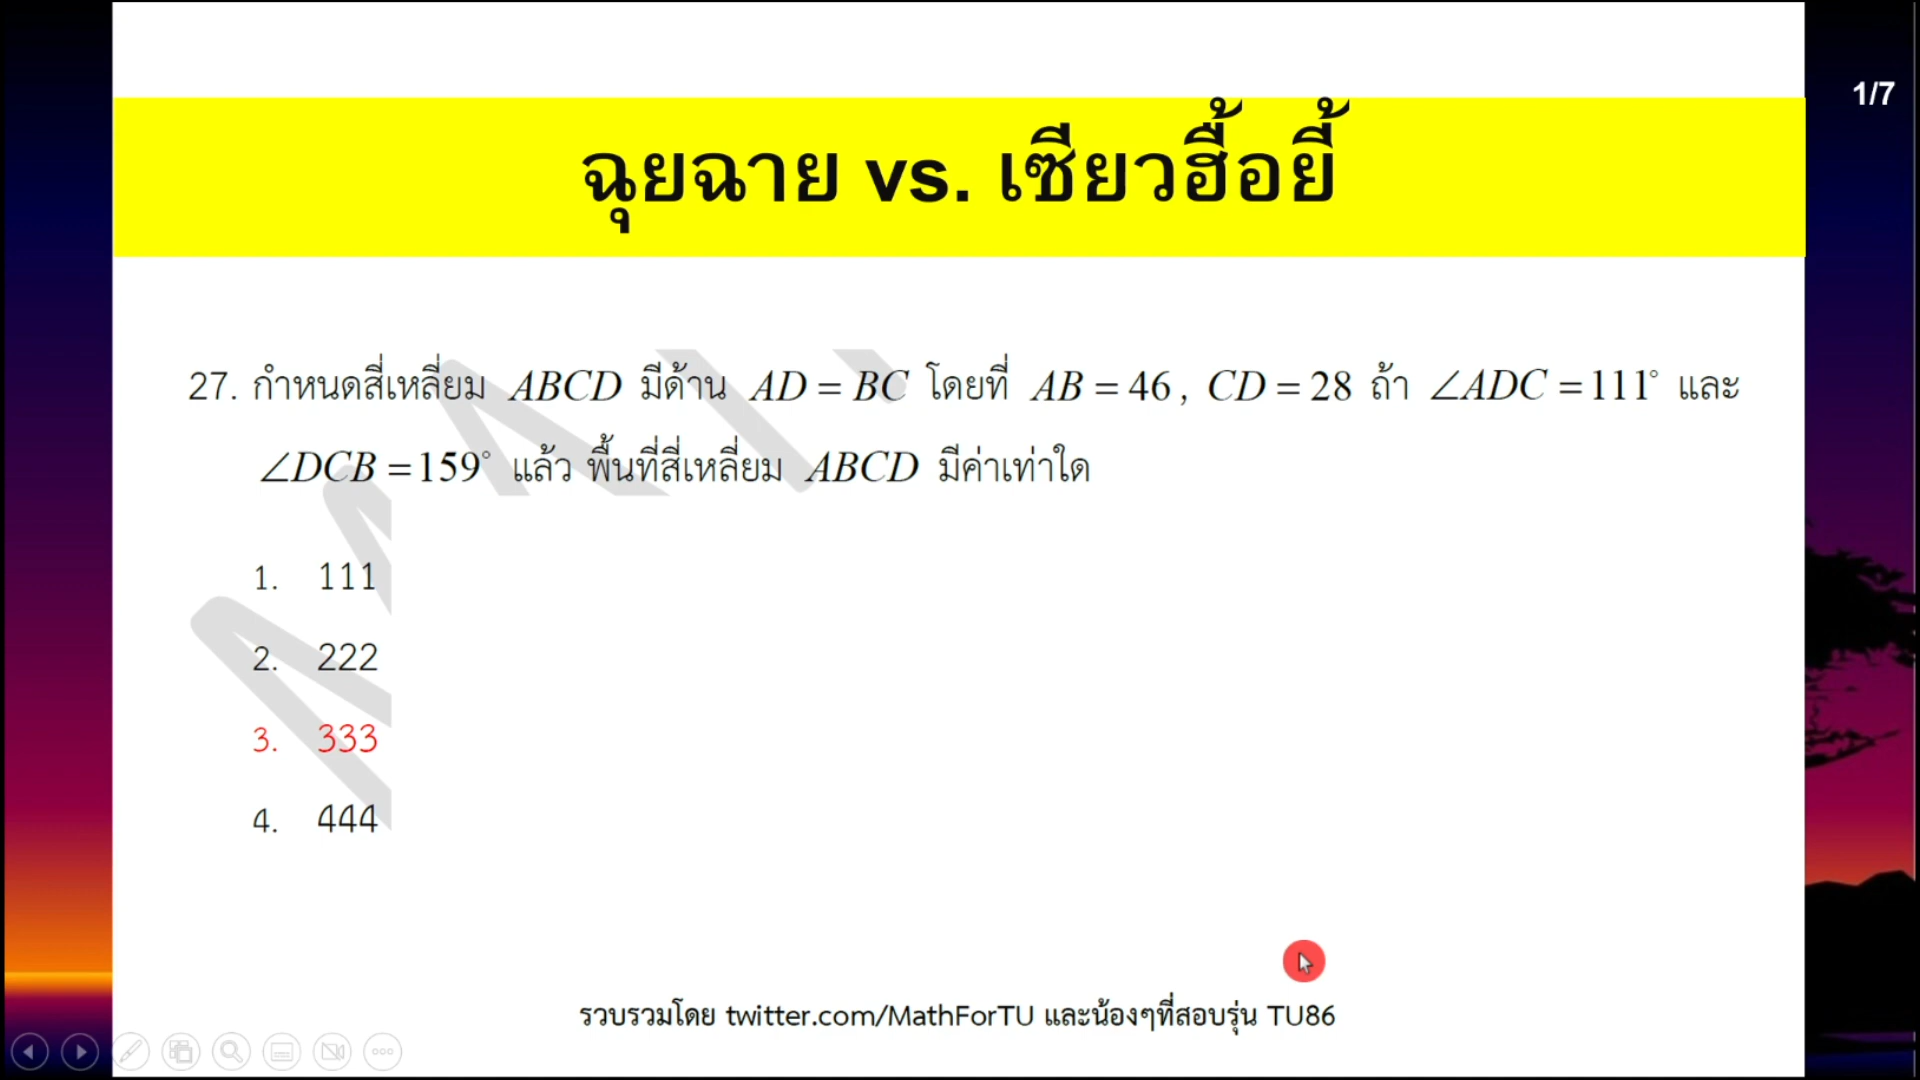 1/7
ฉุยฉาย vs. เซียวฮื้อยี้
27. กำหนดสี่เหลี่ยม ABCD มีด้าน AD = BC โดยที่ AB = 46, CD = 28 ถ้า ∠ADC = 111° และ
∠DCB = 159° แล้ว พื้นที่สี่เหลี่ยม ABCD มีค่าเท่าใด
1. 111
2. 222
3. 333
4. 444
รวบรวมโดย twitter.com/MathForTU และน้องๆที่สอบรุ่น TU86